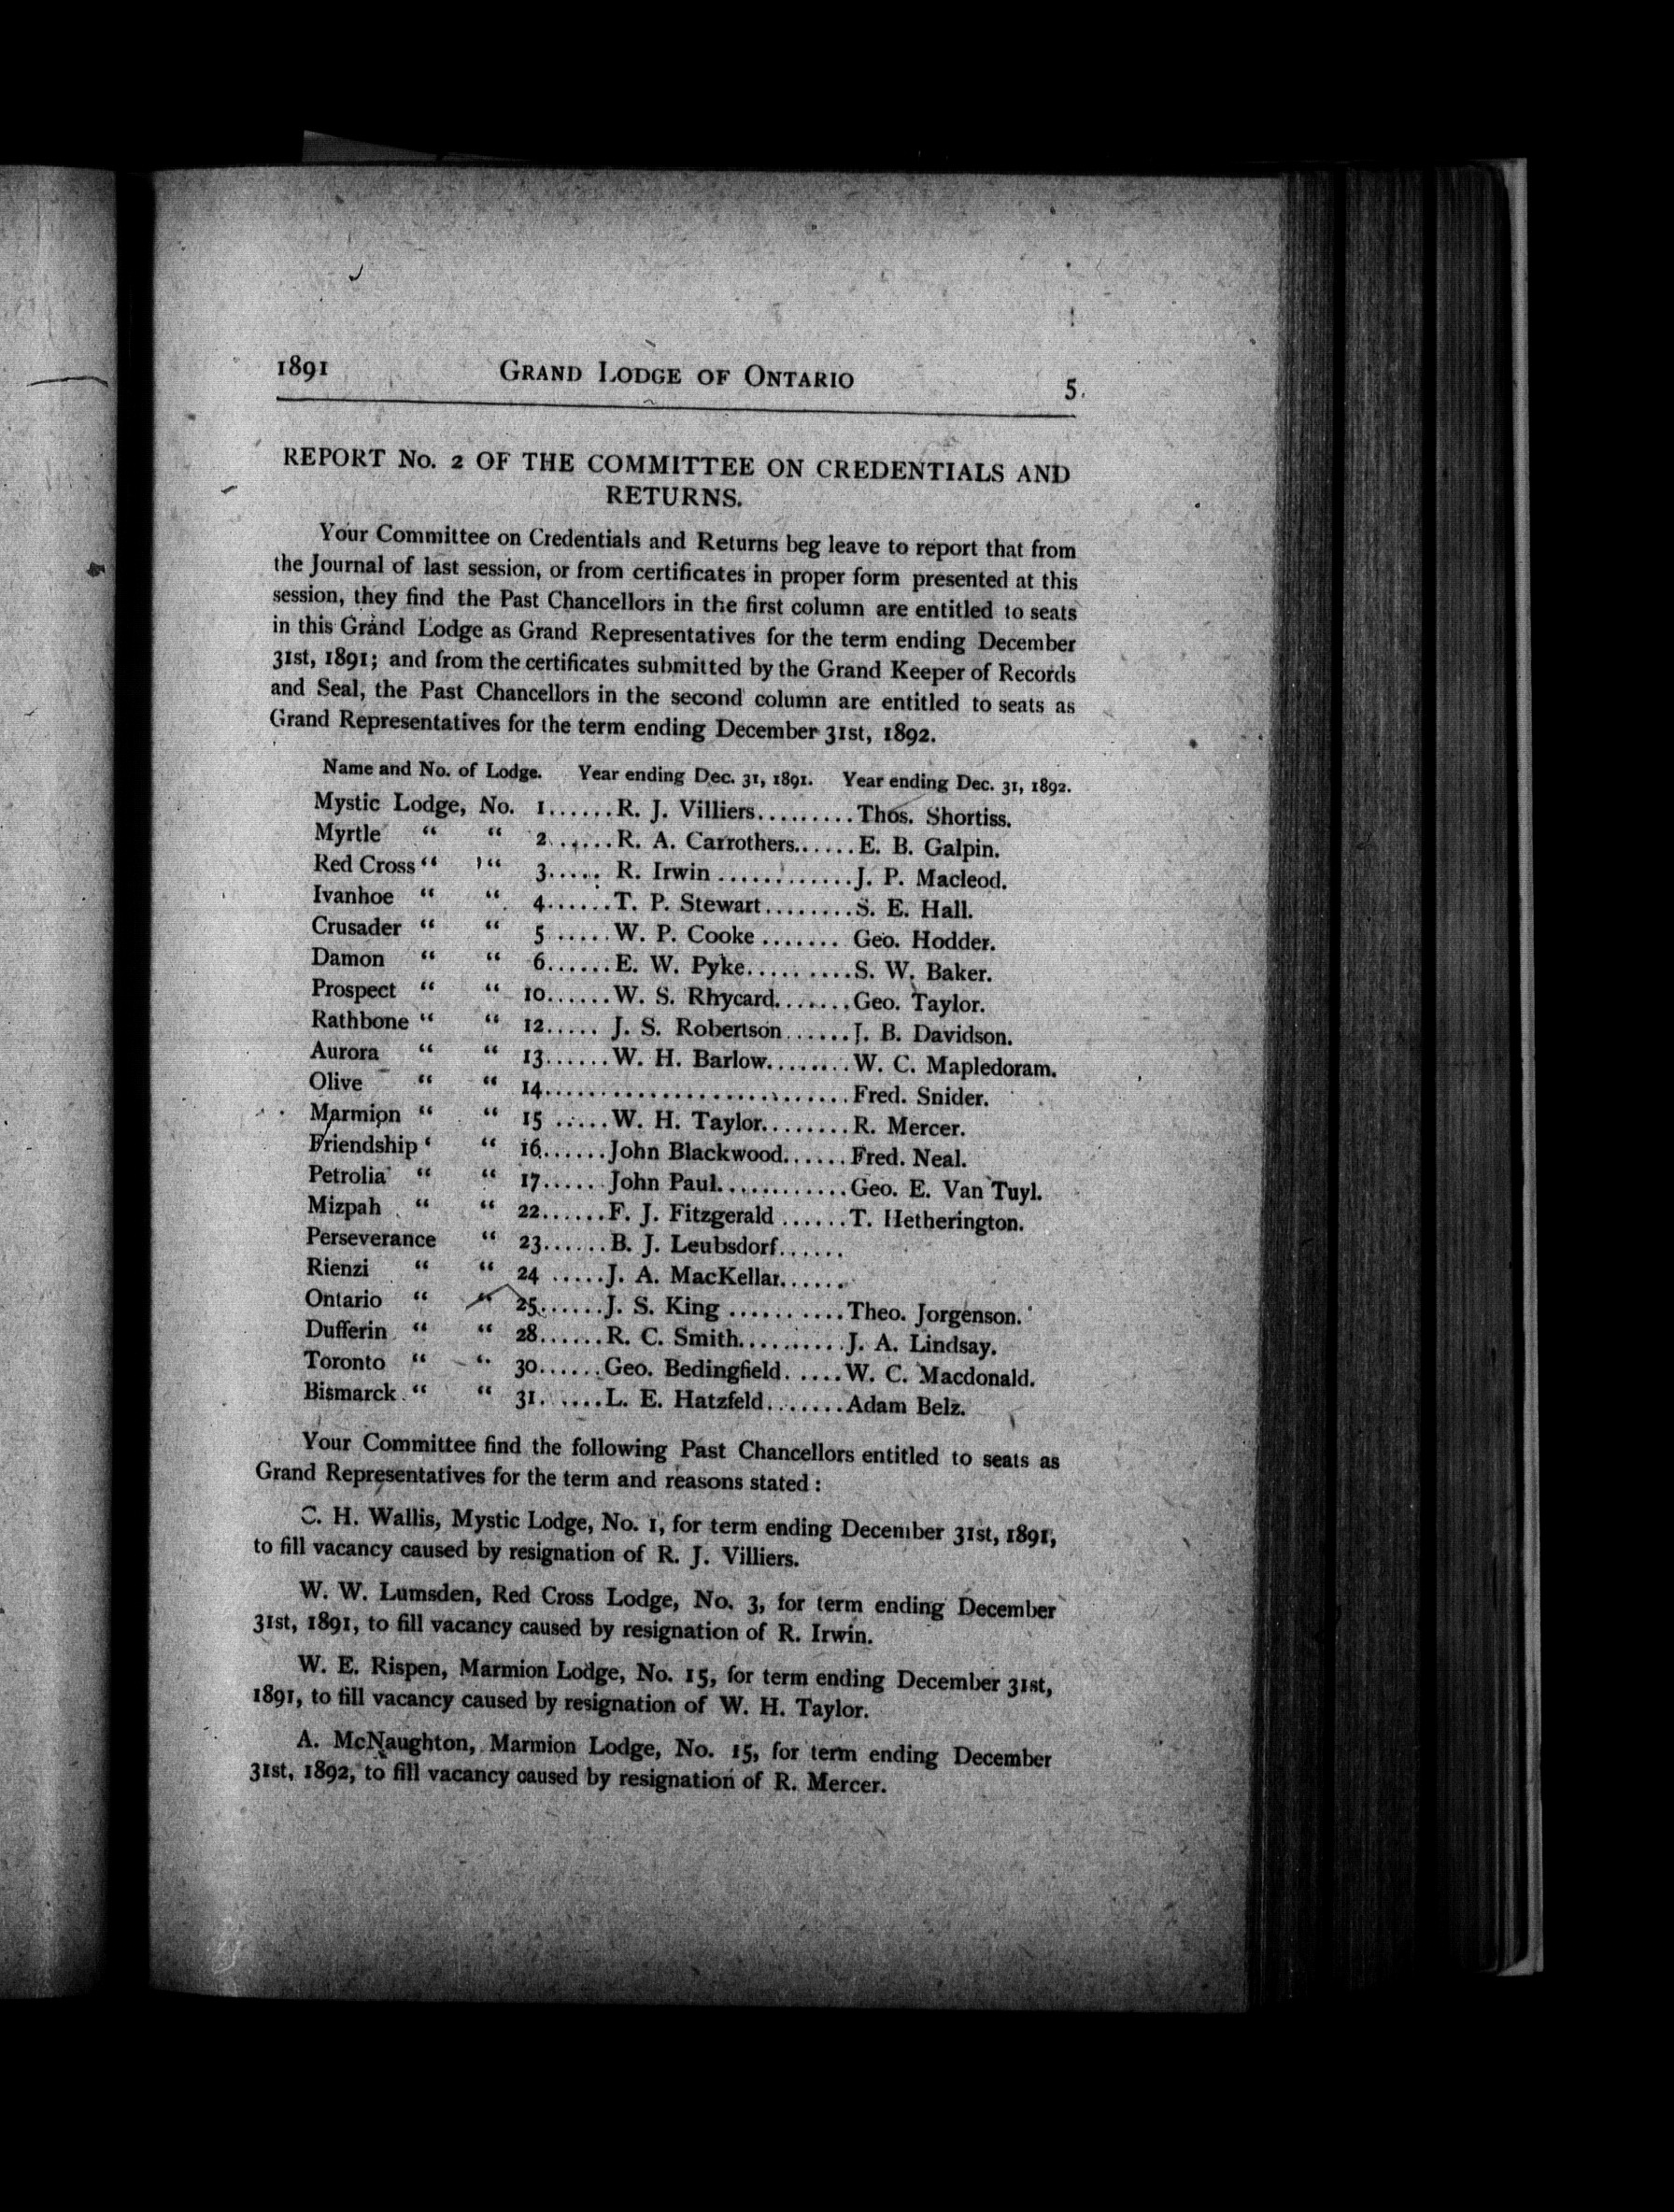 1891 GRAND LODGE OF ONTARIO 5.
REPORT No. 2 OF THE COMMITTEE ON CREDENTIALS AND
RETURNS.
Your Committee on Credentials and Returns beg leave to report that from
the Journal of last session, or from certificates in proper form presented at this
session, they find the Past Chancellors in the first column are entitled to seats
in this Grand Lodge as Grand Representatives for the term ending December
31st, 1891; and from the certificates submitted by the Grand Keeper of Records
and Seal, the Past Chancellors in the second column are entitled to seats as
Grand Representatives for the term ending December 31st, 1892.
Name and No. of Lodge. Year ending Dec. 31, 1891. Year ending Dec. 31, 1892.
Mystic Lodge, No. 1......R. J. Villiers.........Thos. Shortiss.
Myrtle “ “ 2......R. A. Carrothers......E. B. Galpin.
Red Cross “ “ 3..... R. Irwin ............J. P. Macleod.
Ivanhoe “ “ 4......T. P. Stewart.........S. E. Hall.
Crusader “ “ 5 .....W. P. Cooke ....... Geo. Hodder.
Damon “ “ 6......E. W. Pyke..........S. W. Baker.
Prospect “ “ 10......W. S. Rhycard.......Geo. Taylor.
Rathbone “ “ 12..... J. S. Robertson ......J. B. Davidson.
Aurora “ “ 13......W. H. Barlow........W. C. Mapledoram.
Olive “ “ 14............................Fred. Snider.
Marmion “ “ 15 .....W. H. Taylor........R. Mercer.
Friendship ‘ “ 16......John Blackwood......Fred. Neal.
Petrolia “ “ 17......John Paul............Geo. E. Van Tuyl.
Mizpah “ “ 22......F. J. Fitzgerald ......T. Hetherington.
Perseverance “ 23......B. J. Leubsdorf......
Rienzi “ “ 24 .....J. A. MacKellar......
Ontario “ “ 25......J. S. King ..........Theo. Jorgenson.
Dufferin “ “ 28......R. C. Smith..........J. A. Lindsay.
Toronto “ “ 30......Geo. Bedingfield. .....W. C. Macdonald.
Bismarck “ “ 31. .....L. E. Hatzfeld.......Adam Belz.
Your Committee find the following Past Chancellors entitled to seats as
Grand Representatives for the term and reasons stated :
C. H. Wallis, Mystic Lodge, No. 1, for term ending December 31st, 1891,
to fill vacancy caused by resignation of R. J. Villiers.
W. W. Lumsden, Red Cross Lodge, No. 3, for term ending December
31st, 1891, to fill vacancy caused by resignation of R. Irwin.
W. E. Rispen, Marmion Lodge, No. 15, for term ending December 31st,
1891, to fill vacancy caused by resignation of W. H. Taylor.
A. McNaughton, Marmion Lodge, No. 15, for term ending December
31st, 1892, to fill vacancy caused by resignation of R. Mercer.